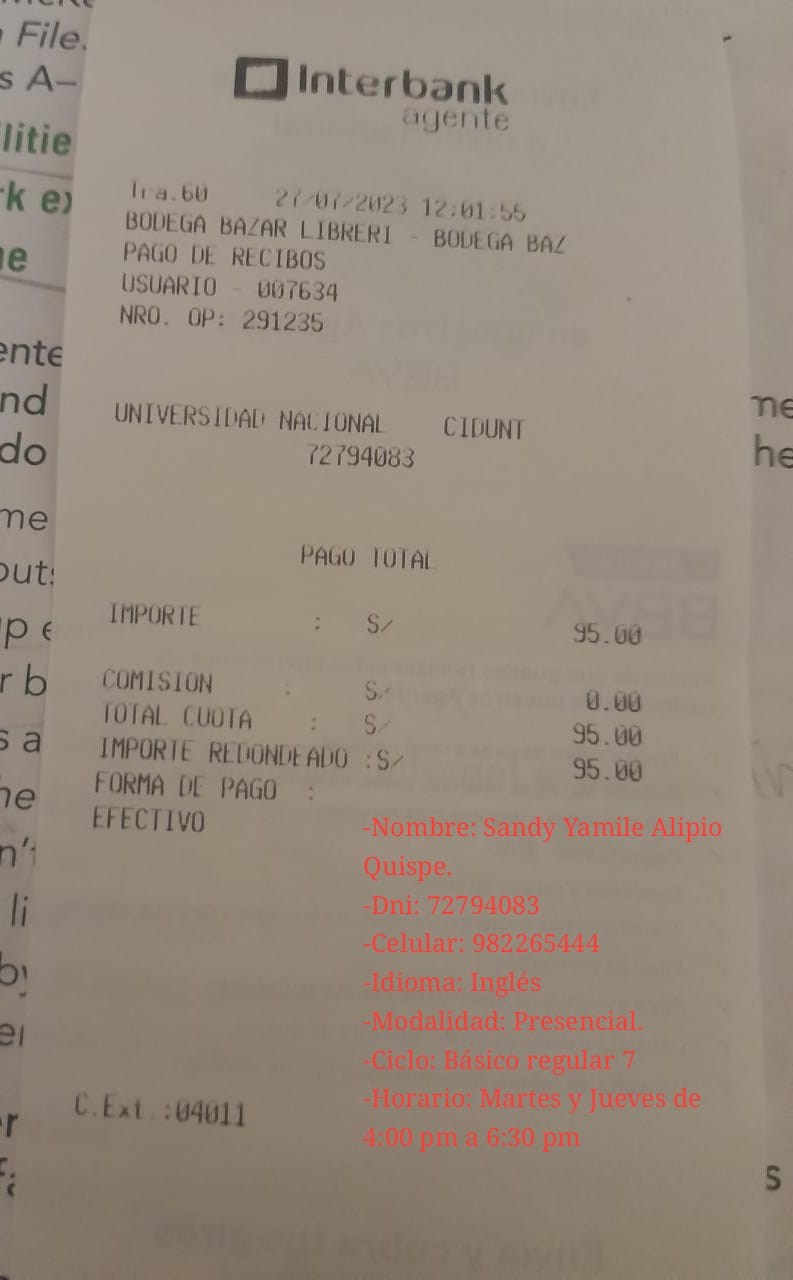 Interbank
agente
Tra.60 27/07/2023 12:01:55
BODEGA BAZAR LIBRERI - BODEGA BAZ
PAGO DE RECIBOS
USUARIO - 007634
NRO. OP: 291235
UNIVERSIDAD NACIONAL CIDUNT
72794083
PAGO TOTAL
IMPORTE : S/ 95.00
COMISION : S/ 0.00
TOTAL CUOTA : S/ 95.00
IMPORTE REDONDEADO :S/ 95.00
FORMA DE PAGO :
EFECTIVO
-Nombre: Sandy Yamile Alipio
Quispe.
-Dni: 72794083
-Celular: 982265444
-Idioma: Inglés
-Modalidad: Presencial.
-Ciclo: Básico regular 7
-Horario: Martes y Jueves de
4:00 pm a 6:30 pm
C.Ext.:04011
File.
s A–